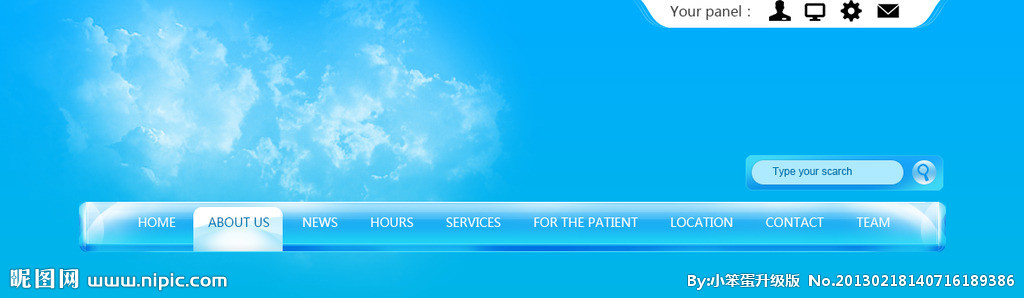 Your panel :
Type your scarch
HOME ABOUT US NEWS HOURS SERVICES FOR THE PATIENT LOCATION CONTACT TEAM
昵图网 www.nipic.com
By:小笨蛋升级版 No.20130218140716189386